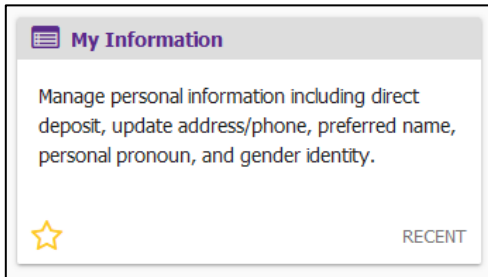 My Information
Manage personal information including direct
deposit, update address/phone, preferred name,
personal pronoun, and gender identity.
RECENT